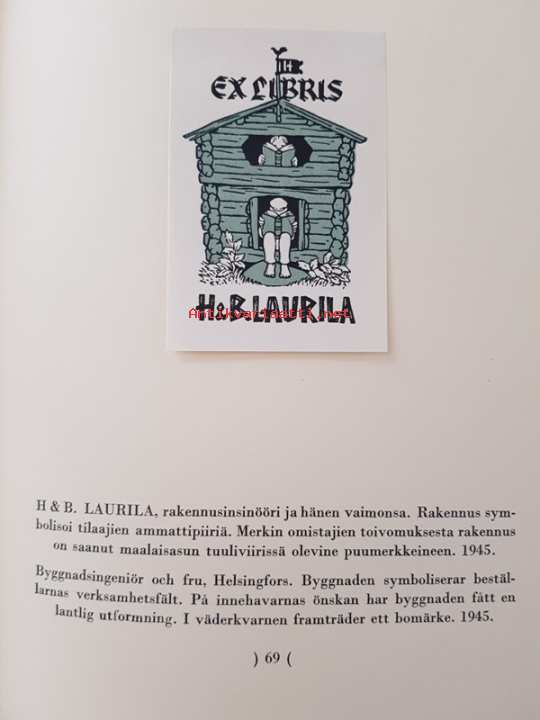 EX LIBRIS
H & B. LAURILA
Antikvariaatti.net
H & B. LAURILA, rakennusinsinööri ja hänen vaimonsa. Rakennus sym-
bolisoi tilaajien ammattipiiriä. Merkin omistajien toivomuksesta rakennus
on saanut maalaisasun tuuliviirissä olevine puumerkkeineen. 1945.
Byggnadsingeniör och fru, Helsingfors. Byggnaden symboliserar bestäl-
larnas verksamhetsfält. På innehavarnas önskan har byggnaden fått en
lantlig utformning. I väderkvarnen framträder ett bomärke. 1945.
) 69 (